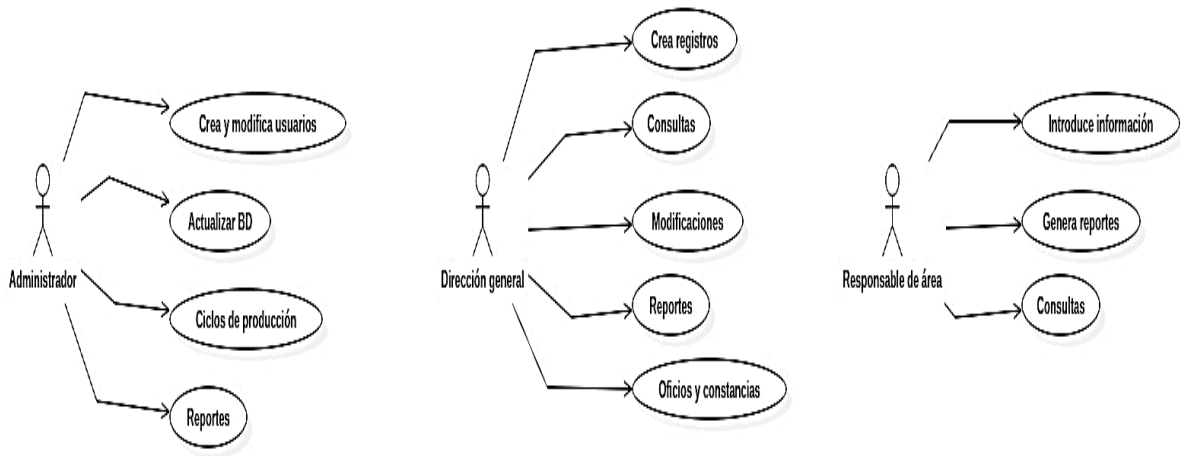 Administrador
Crea y modifica usuarios
Actualizar BD
Ciclos de producción
Reportes
Dirección general
Crea registros
Consultas
Modificaciones
Reportes
Oficios y constancias
Responsable de área
Introduce información
Genera reportes
Consultas